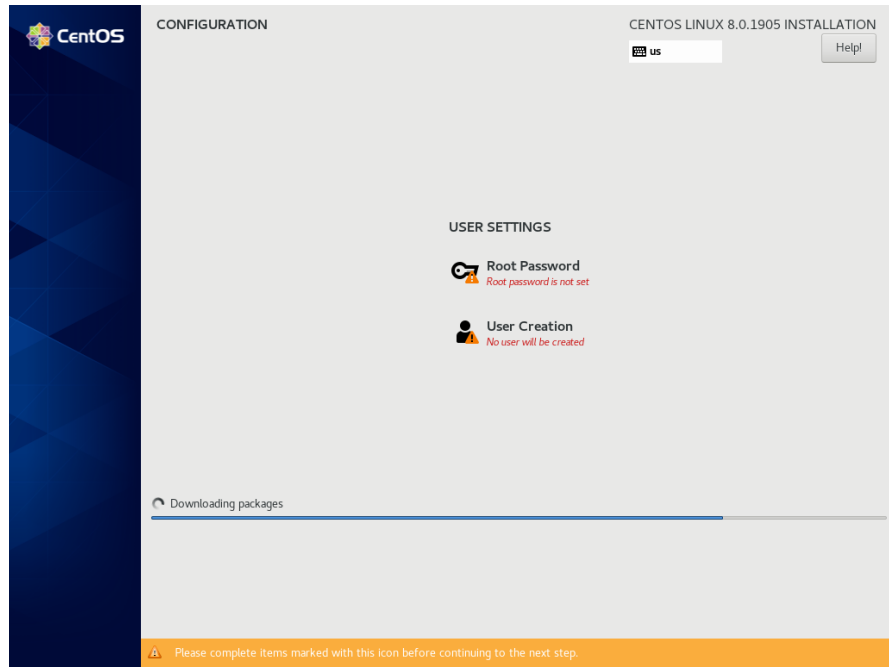 CentOS
CONFIGURATION
CENTOS LINUX 8.0.1905 INSTALLATION
us
Help!
USER SETTINGS
Root Password
Root password is not set
User Creation
No user will be created
Downloading packages
Please complete items marked with this icon before continuing to the next step.